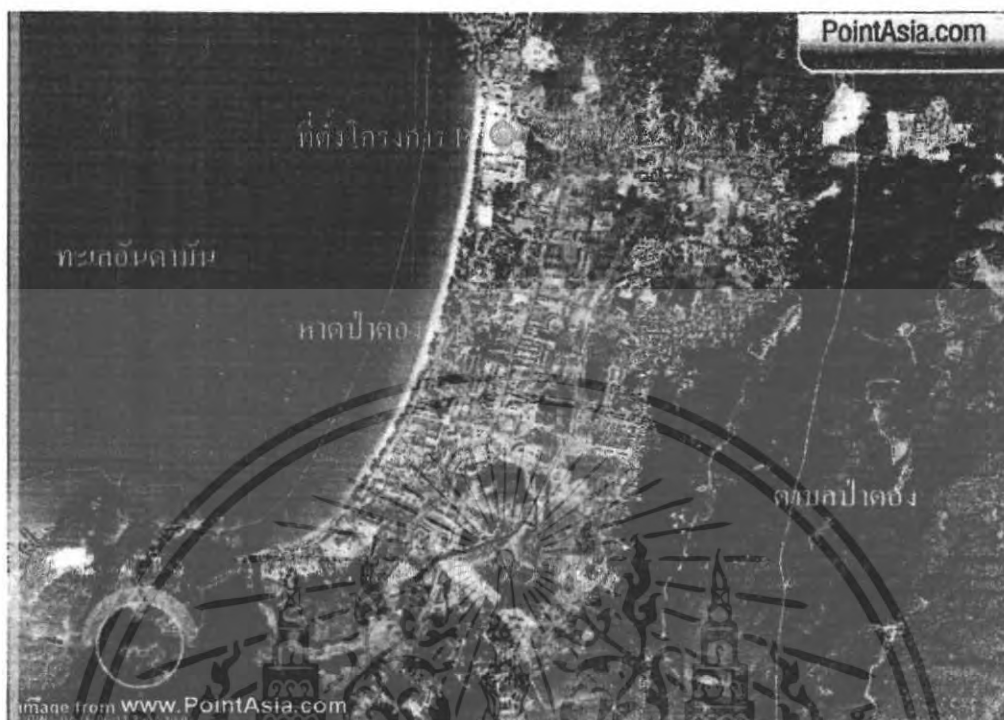 PointAsia.com
ที่ตั้งโครงการ
ทะเลอันดามัน
หาดป่าตอง
ตำบลป่าตอง
image from www.PointAsia.com